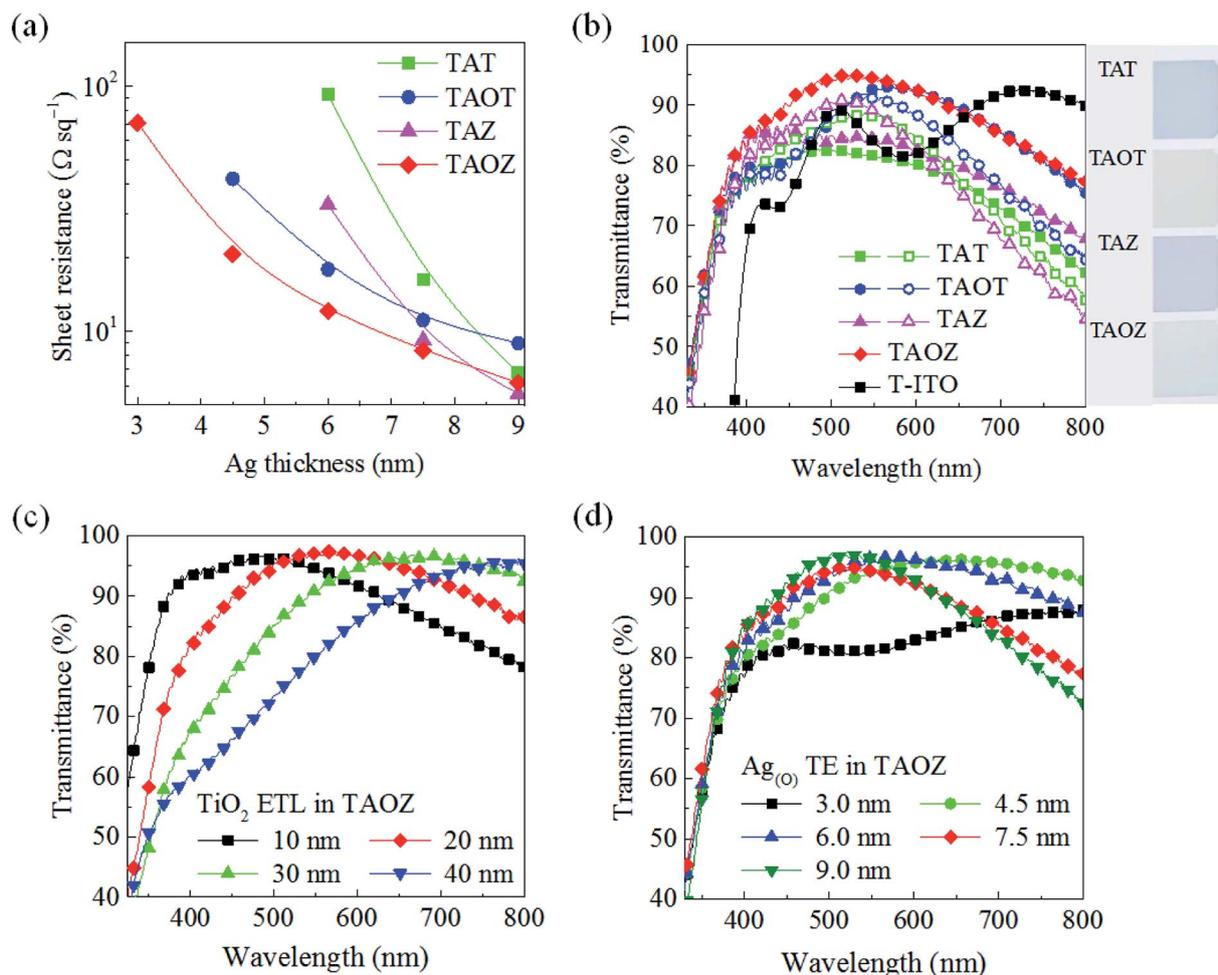 (a)
Sheet resistance (Ω sq⁻¹)
10²
10¹
TAT
TAOT
TAZ
TAOZ
3 4 5 6 7 8 9
Ag thickness (nm)
(b)
Transmittance (%)
100
90
80
70
60
50
40
TAT
TAOT
TAZ
TAOZ
T-ITO
400 500 600 700 800
Wavelength (nm)
TAT
TAOT
TAZ
TAOZ
(c)
Transmittance (%)
100
90
80
70
60
50
40
TiO₂ ETL in TAOZ
10 nm 20 nm
30 nm 40 nm
400 500 600 700 800
Wavelength (nm)
(d)
Transmittance (%)
100
90
80
70
60
50
40
Ag₍O₎ TE in TAOZ
3.0 nm 4.5 nm
6.0 nm 7.5 nm
9.0 nm
400 500 600 700 800
Wavelength (nm)